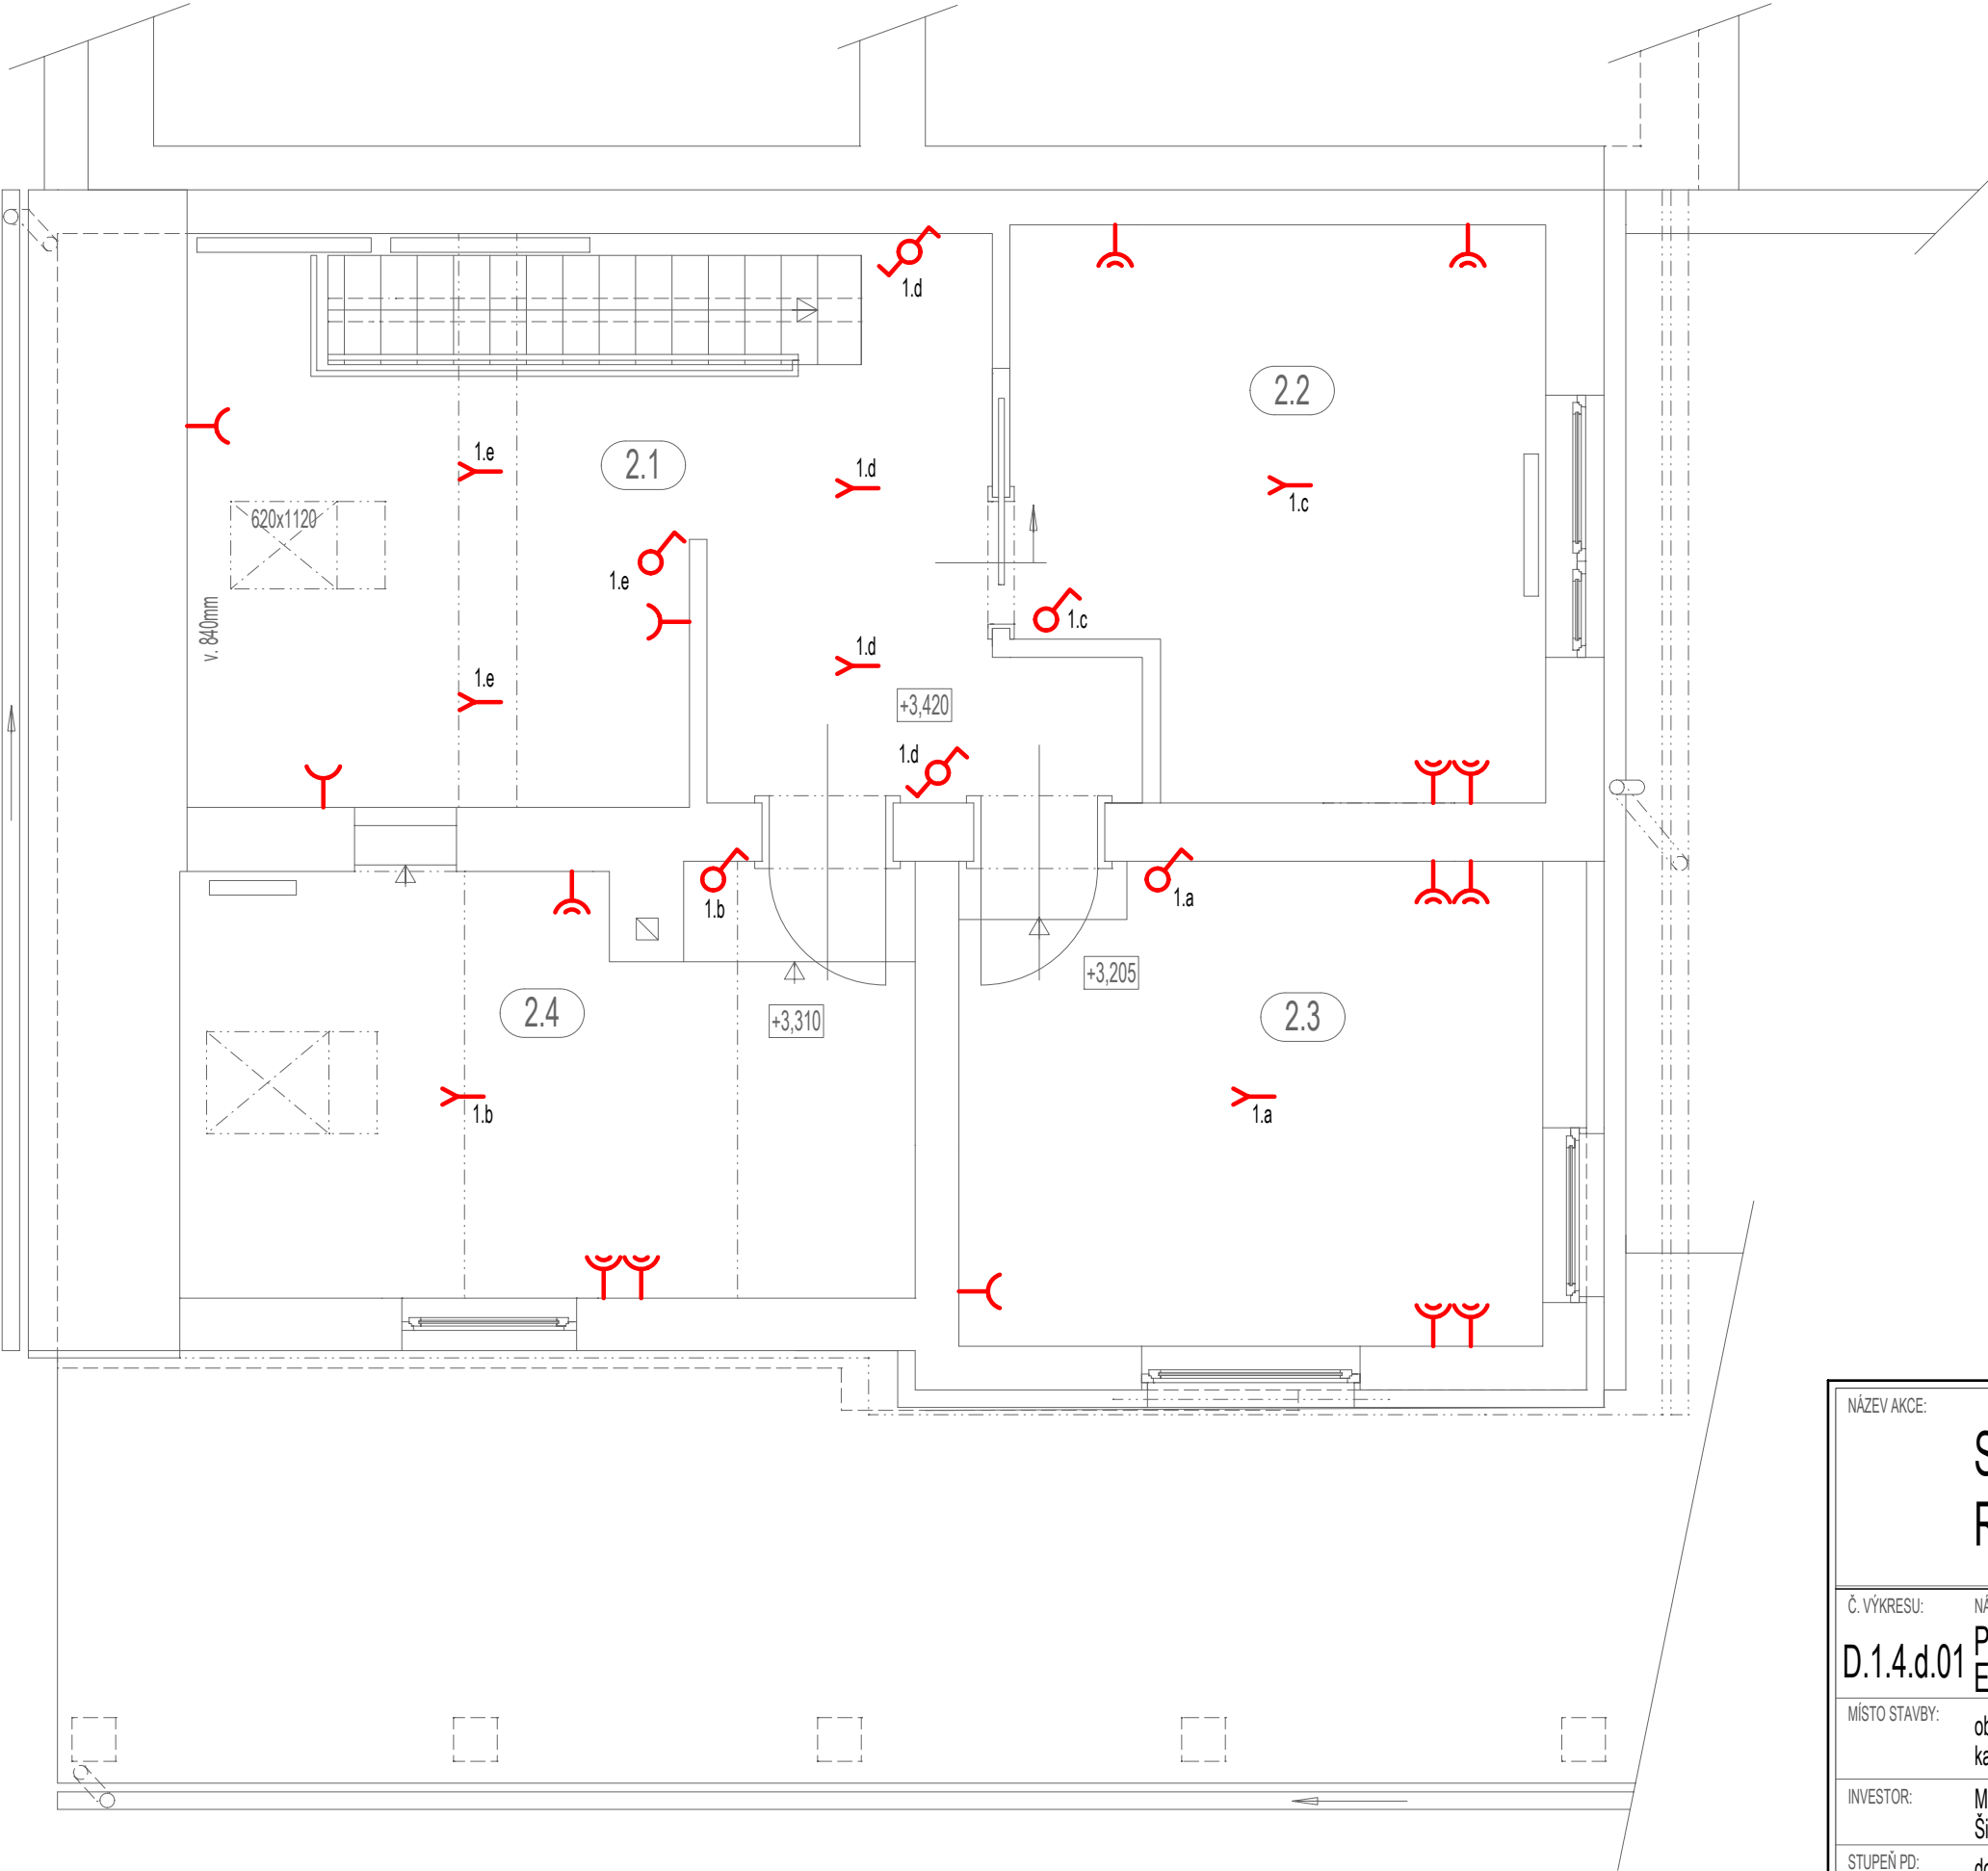 1.d
2.2
1.e
2.1
1.d
1.c
620x1120
1.e
v. 840mm
1.c
1.d
1.e
+3,420
1.d
1.b
1.a
+3,205
2.4
+3,310
2.3
1.b
1.a
NÁZEV AKCE:
Č. VÝKRESU:
D.1.4.d.01
MÍSTO STAVBY:
INVESTOR:
STUPEŇ PD: